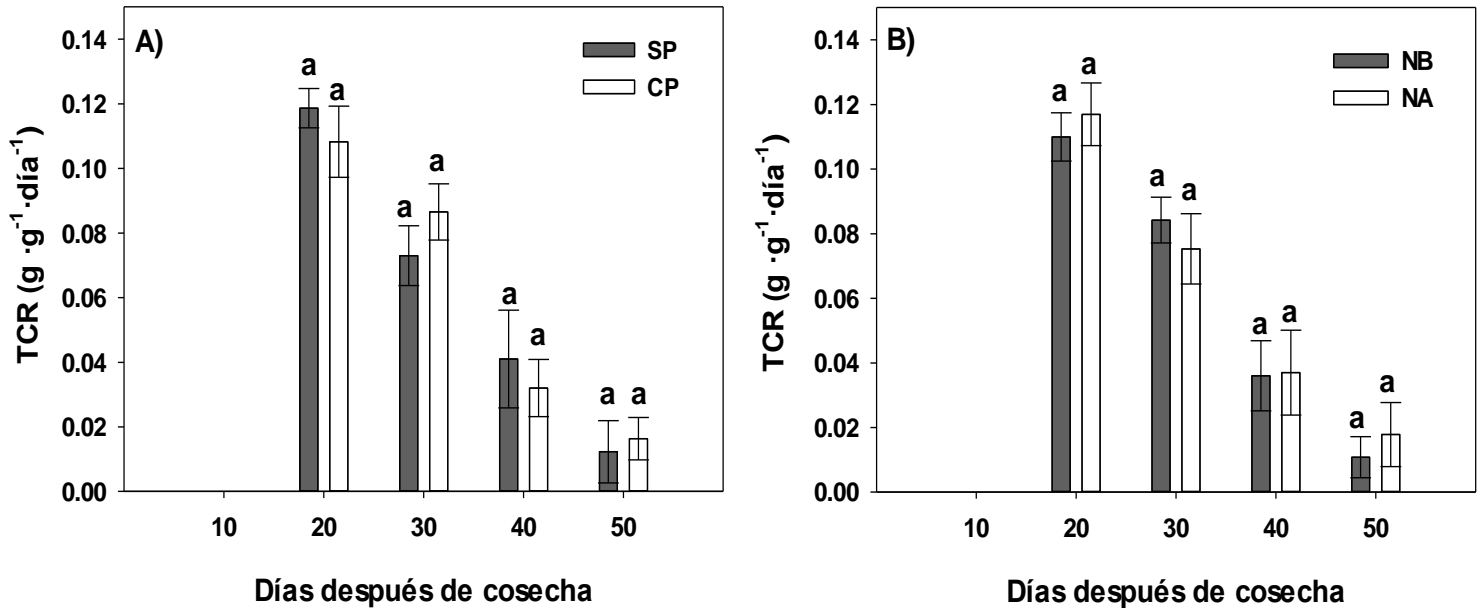 A)
SP
CP
TCR (g ·g⁻¹·día⁻¹)
0.14
0.12
0.10
0.08
0.06
0.04
0.02
0.00
a a
a a
a a
a a
10 20 30 40 50
Días después de cosecha
B)
NB
NA
TCR (g ·g⁻¹·día⁻¹)
0.14
0.12
0.10
0.08
0.06
0.04
0.02
0.00
a a
a a
a a
a a
10 20 30 40 50
Días después de cosecha